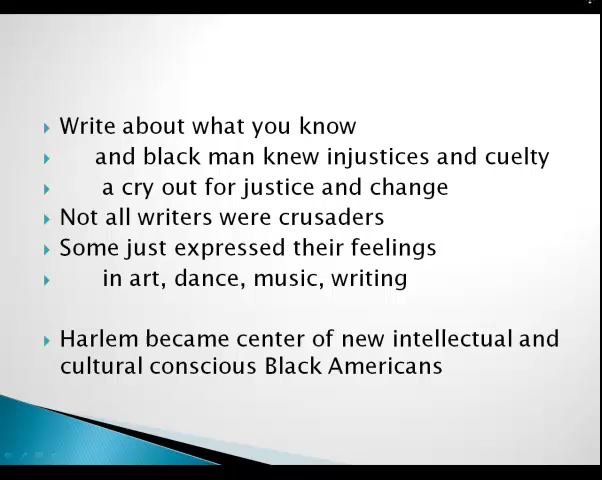 Write about what you know
and black man knew injustices and cuelty
a cry out for justice and change
Not all writers were crusaders
Some just expressed their feelings
in art, dance, music, writing
Harlem became center of new intellectual and
cultural conscious Black Americans